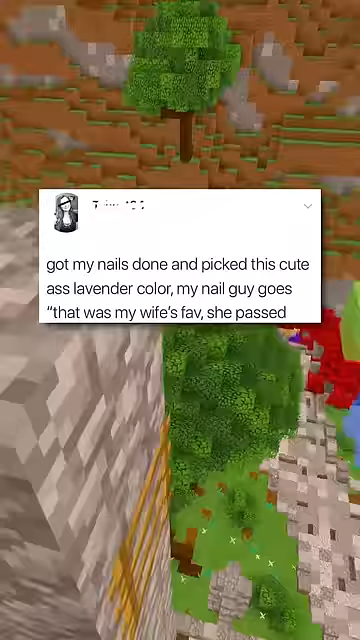 got my nails done and picked this cute
ass lavender color, my nail guy goes
“that was my wife’s fav, she passed